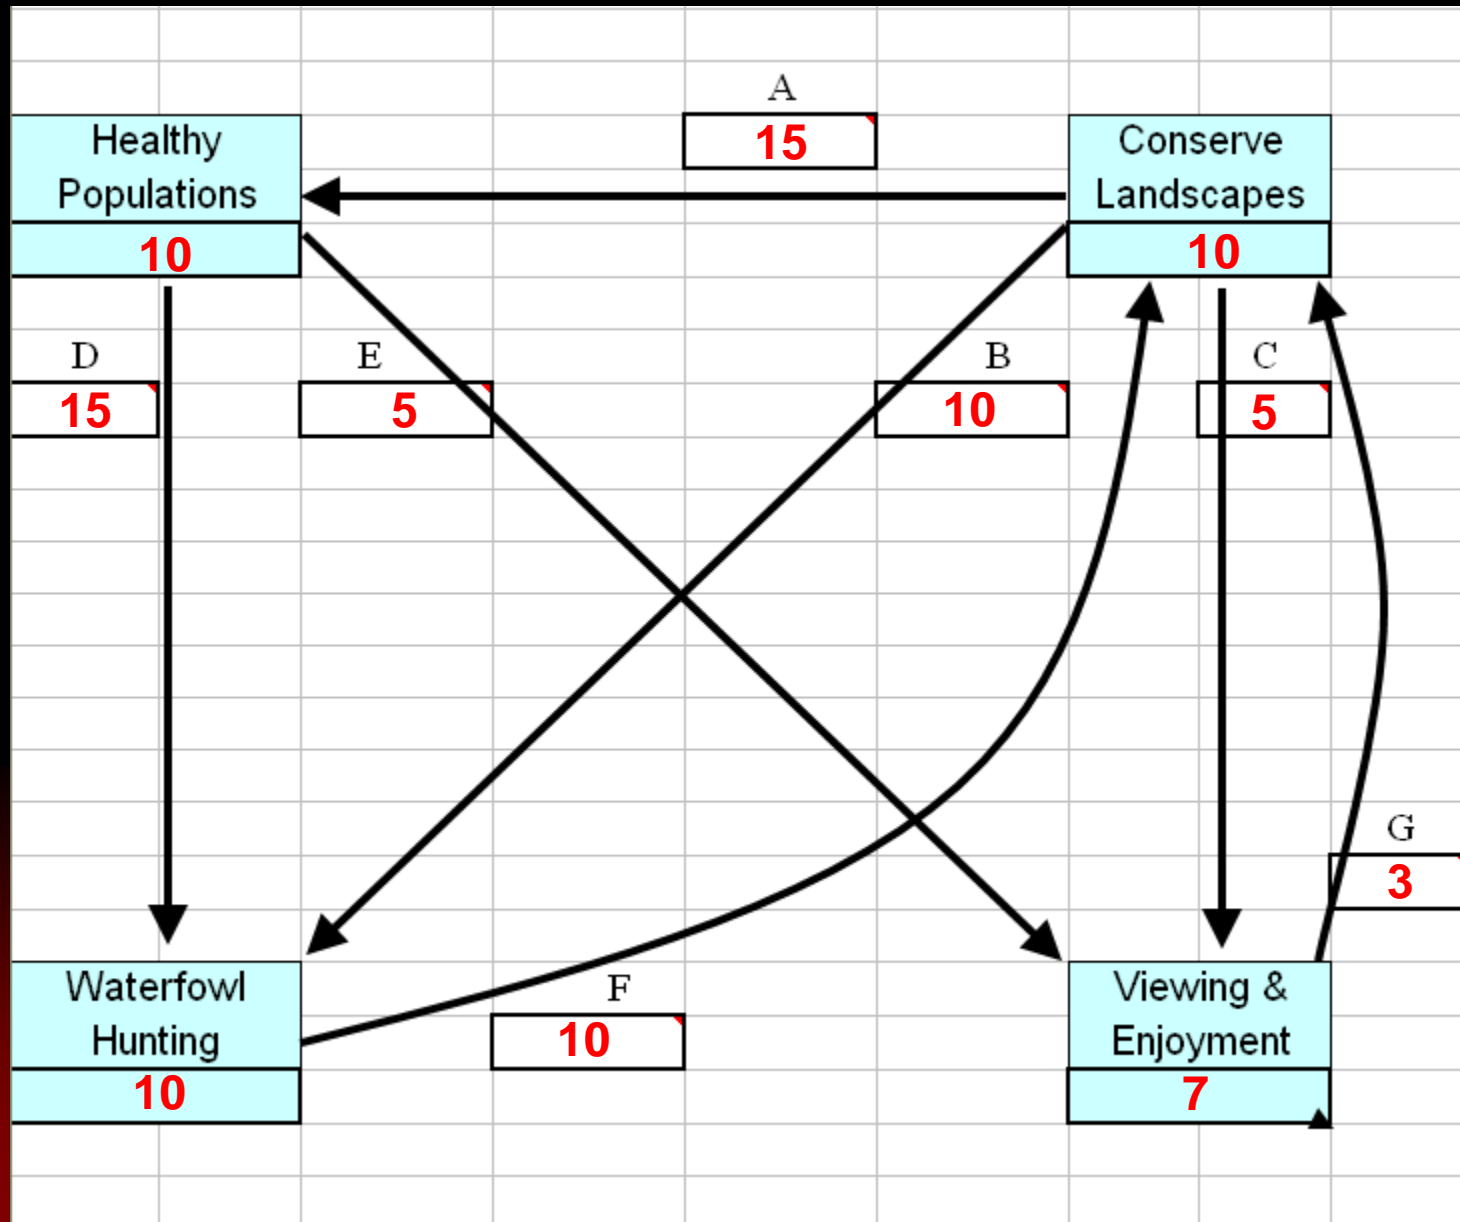 A
15
Healthy
Populations
10
Conserve
Landscapes
10
D
15
E
5
B
10
C
5
G
3
Waterfowl
Hunting
10
F
10
Viewing &
Enjoyment
7